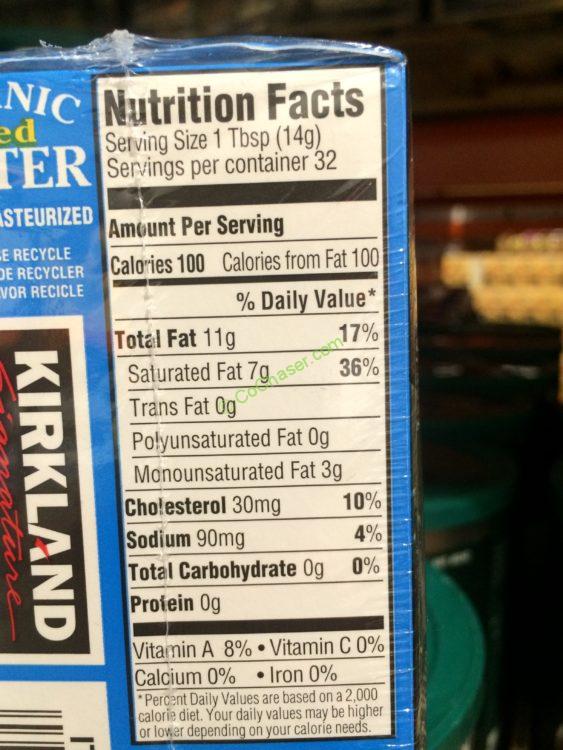 NIC
ed
TER
ASTEURIZED
E RECYCLE
DE RECYCLER
VOR RECICLE
KIRKLAND
Signature
Nutrition Facts
Serving Size 1 Tbsp (14g)
Servings per container 32
Amount Per Serving
Calories 100 Calories from Fat 100
% Daily Value*
Total Fat 11g 17%
Saturated Fat 7g 36%
CoChaser.com
Trans Fat 0g
Polyunsaturated Fat 0g
Monounsaturated Fat 3g
Cholesterol 30mg 10%
Sodium 90mg 4%
Total Carbohydrate 0g 0%
Protein 0g
Vitamin A 8% • Vitamin C 0%
Calcium 0% • Iron 0%
*Percent Daily Values are based on a 2,000
calorie diet. Your daily values may be higher
or lower depending on your calorie needs.